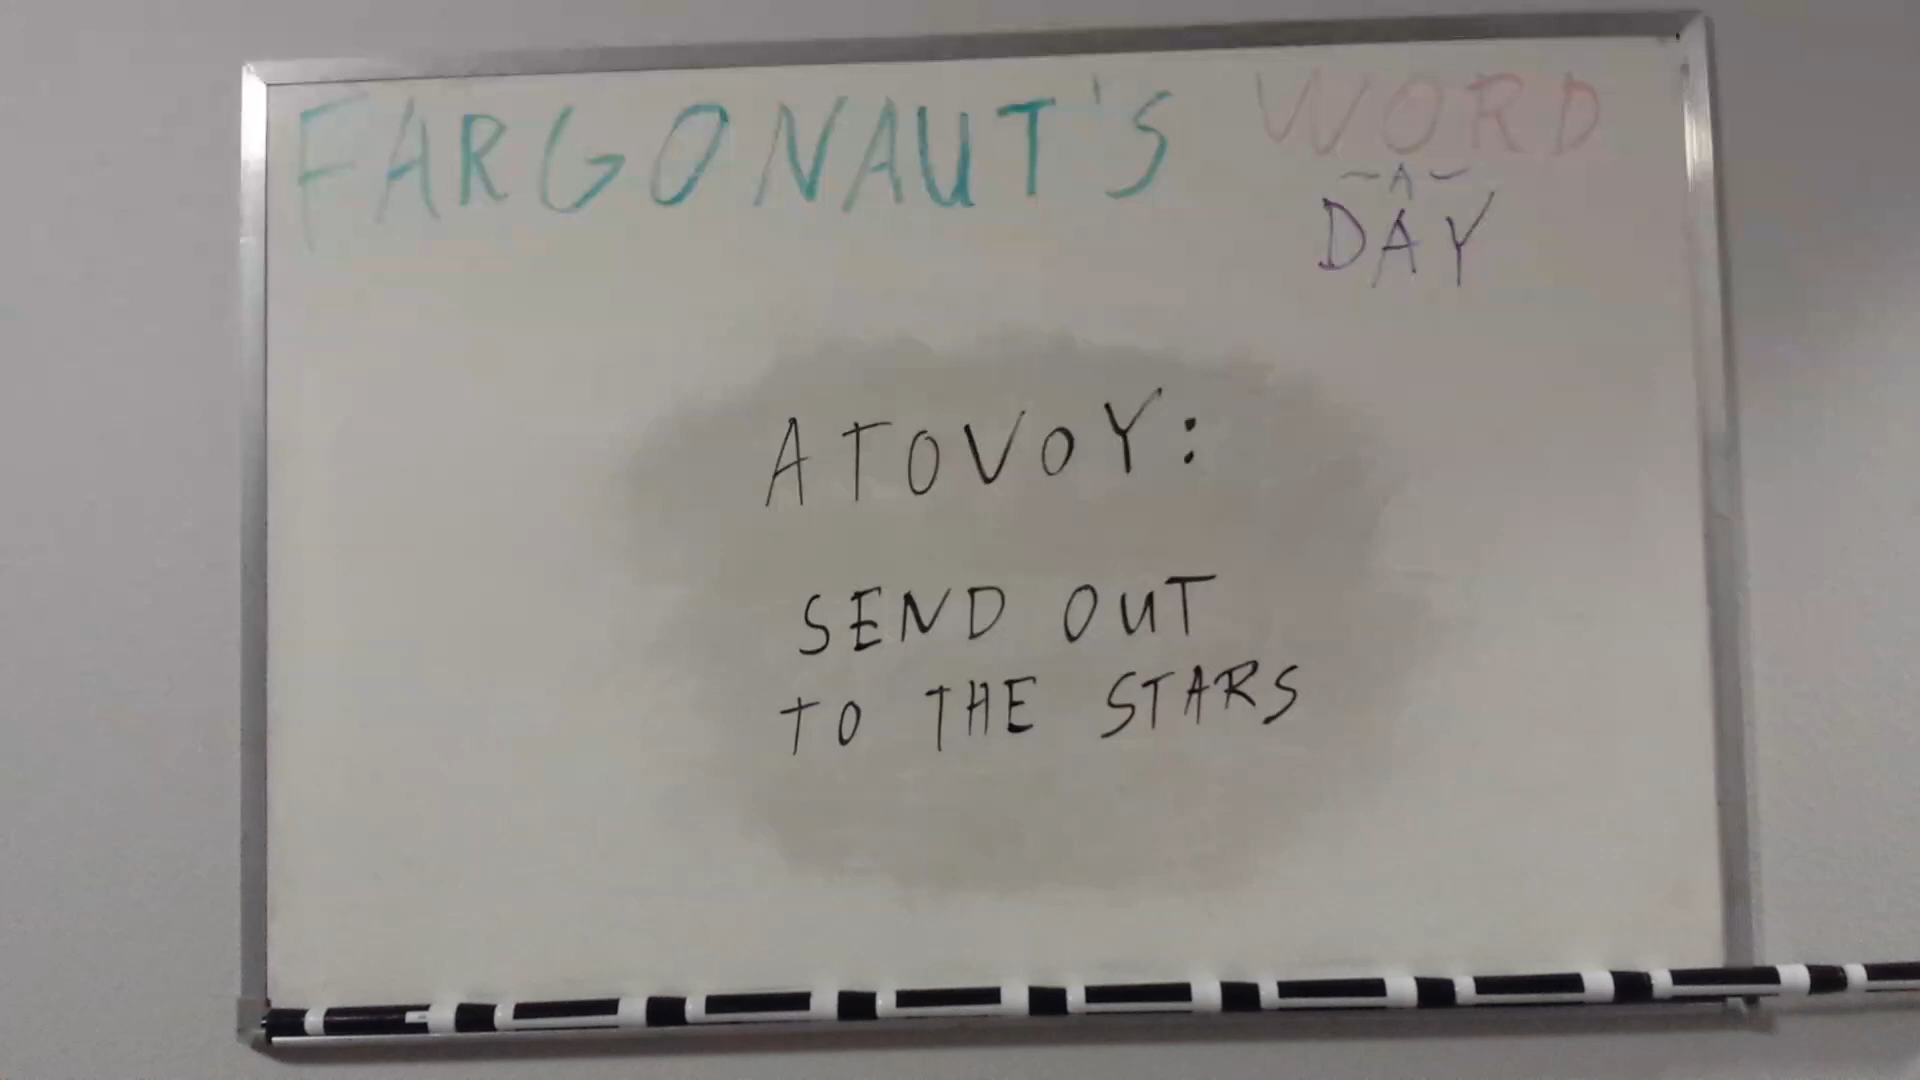 FARGONAUT'S WORD
-A-
DAY
ATOVOY:
SEND OUT
TO THE STARS